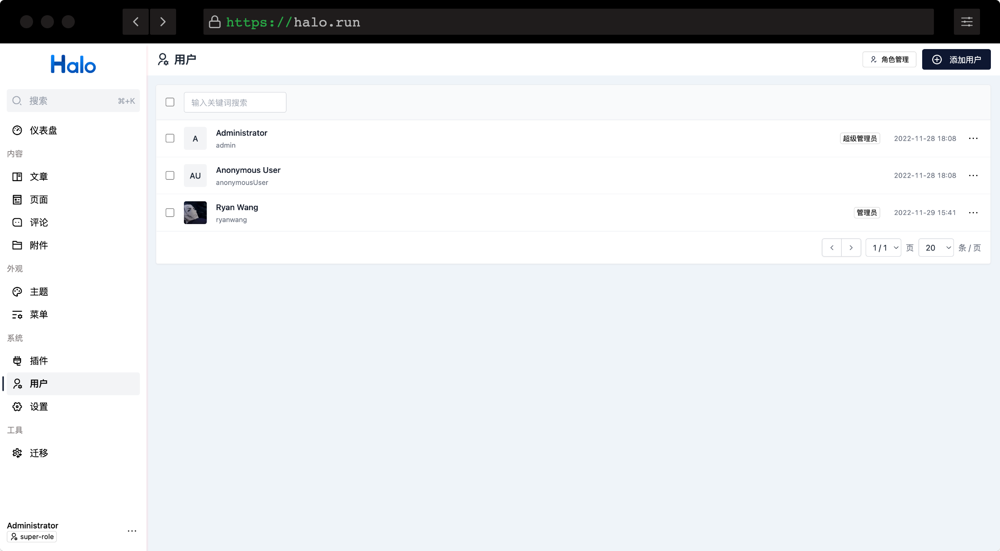 https://halo.run
Halo
搜索 ⌘+K
仪表盘
内容
文章
页面
评论
附件
外观
主题
菜单
系统
插件
用户
设置
工具
迁移
Administrator
super-role
用户
角色管理
添加用户
输入关键词搜索
A
Administrator
admin
超级管理员 2022-11-28 18:08
AU
Anonymous User
anonymousUser
2022-11-28 18:08
Ryan Wang
ryanwang
管理员 2022-11-29 15:41
1 / 1 页 20 条 / 页